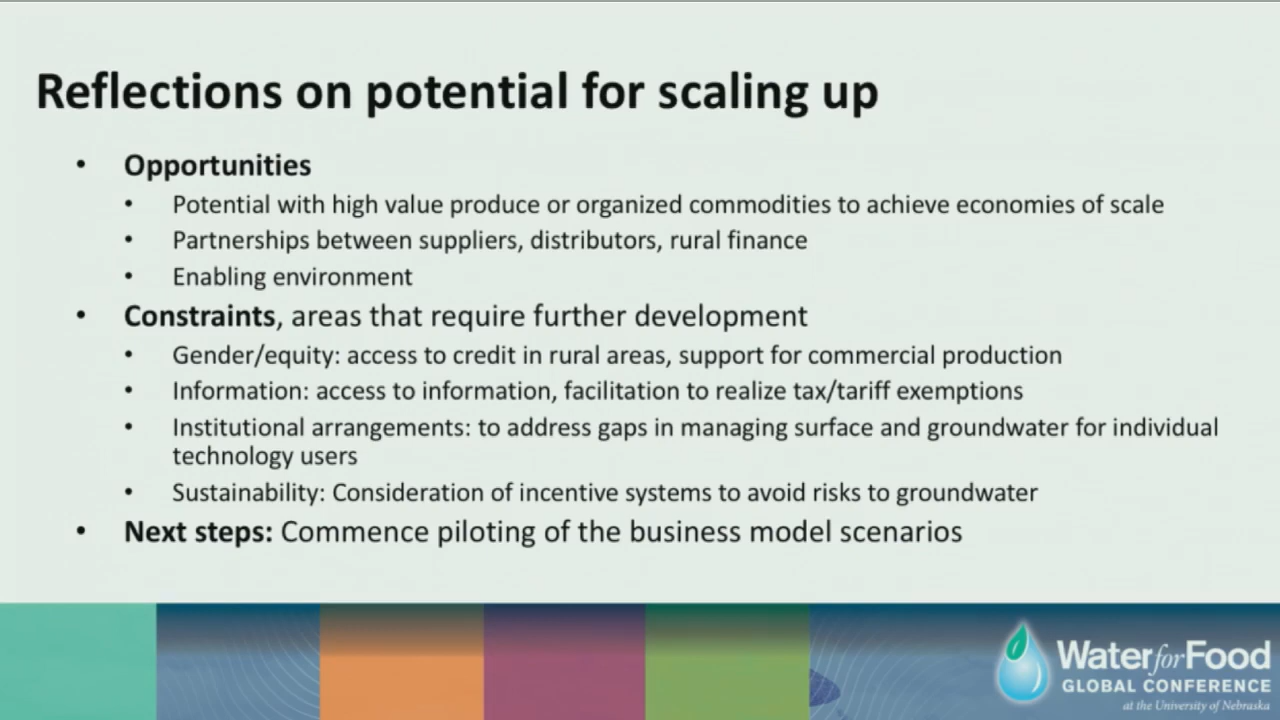 Reflections on potential for scaling up
• Opportunities
• Potential with high value produce or organized commodities to achieve economies of scale
• Partnerships between suppliers, distributors, rural finance
• Enabling environment
• Constraints, areas that require further development
• Gender/equity: access to credit in rural areas, support for commercial production
• Information: access to information, facilitation to realize tax/tariff exemptions
• Institutional arrangements: to address gaps in managing surface and groundwater for individual
technology users
• Sustainability: Consideration of incentive systems to avoid risks to groundwater
• Next steps: Commence piloting of the business model scenarios
Water for Food
GLOBAL CONFERENCE
at the University of Nebraska